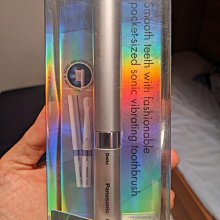 Smooth teeth with fashionable
pocket-sized sonic vibrating toothbrush
Panasonic